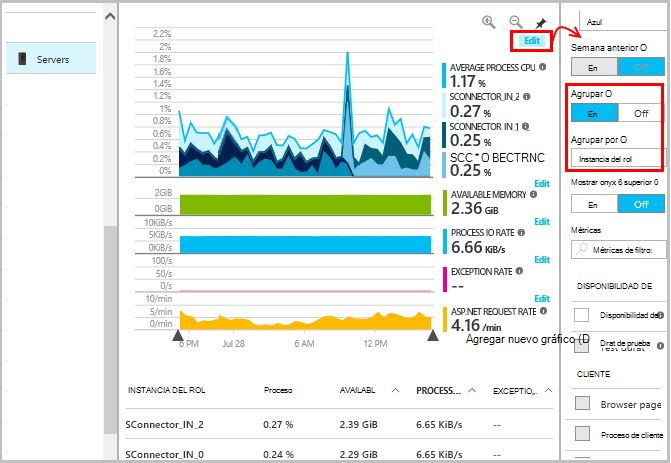 Servers
2.2%
2%
1.8%
1.6%
1.4%
1.2%
1%
0.8%
0.6%
0.4%
0.2%
0%
2GiB
0GiB
10KiB/s
5KiB/s
0KiB/s
100/s
50/s
0/s
10/min
5/min
0/min
6 PM Jul 28 6 AM 12 PM
Edit
AVERAGE PROCESS CPU
1.17 %
SCONNECTOR_IN_2
0.27 %
SCONNECTOR IN 1
0.25 %
SCC * O BECTRNC
0.25 %
Edit
AVAILABLE MEMORY
2.36 GiB
Edit
PROCESS IO RATE
6.66 KiB/s
Edit
EXCEPTION RATE
--
Edit
ASP.NET REQUEST RATE
4.16 /min
Agregar nuevo gráfico (D
INSTANCIA DEL ROL Proceso AVAILABL PROCESS... EXCEPTIO...
SConnector_IN_2 0.27 % 2.39 GiB 6.65 KiB/s --
SConnector_IN_0 0.24 % 2.29 GiB 6.65 KiB/s --
Azul
Semana anterior O
En Off
Agrupar O
En Off
Agrupar por O
Instancia del rol
Mostrar onyx 6 superior 0
En Off
Métricas
Métricas de filtro:
DISPONIBILIDAD DE
Disponibilidad de
Drat de prueba
CLIENTE
Browser page
Proceso de cliente